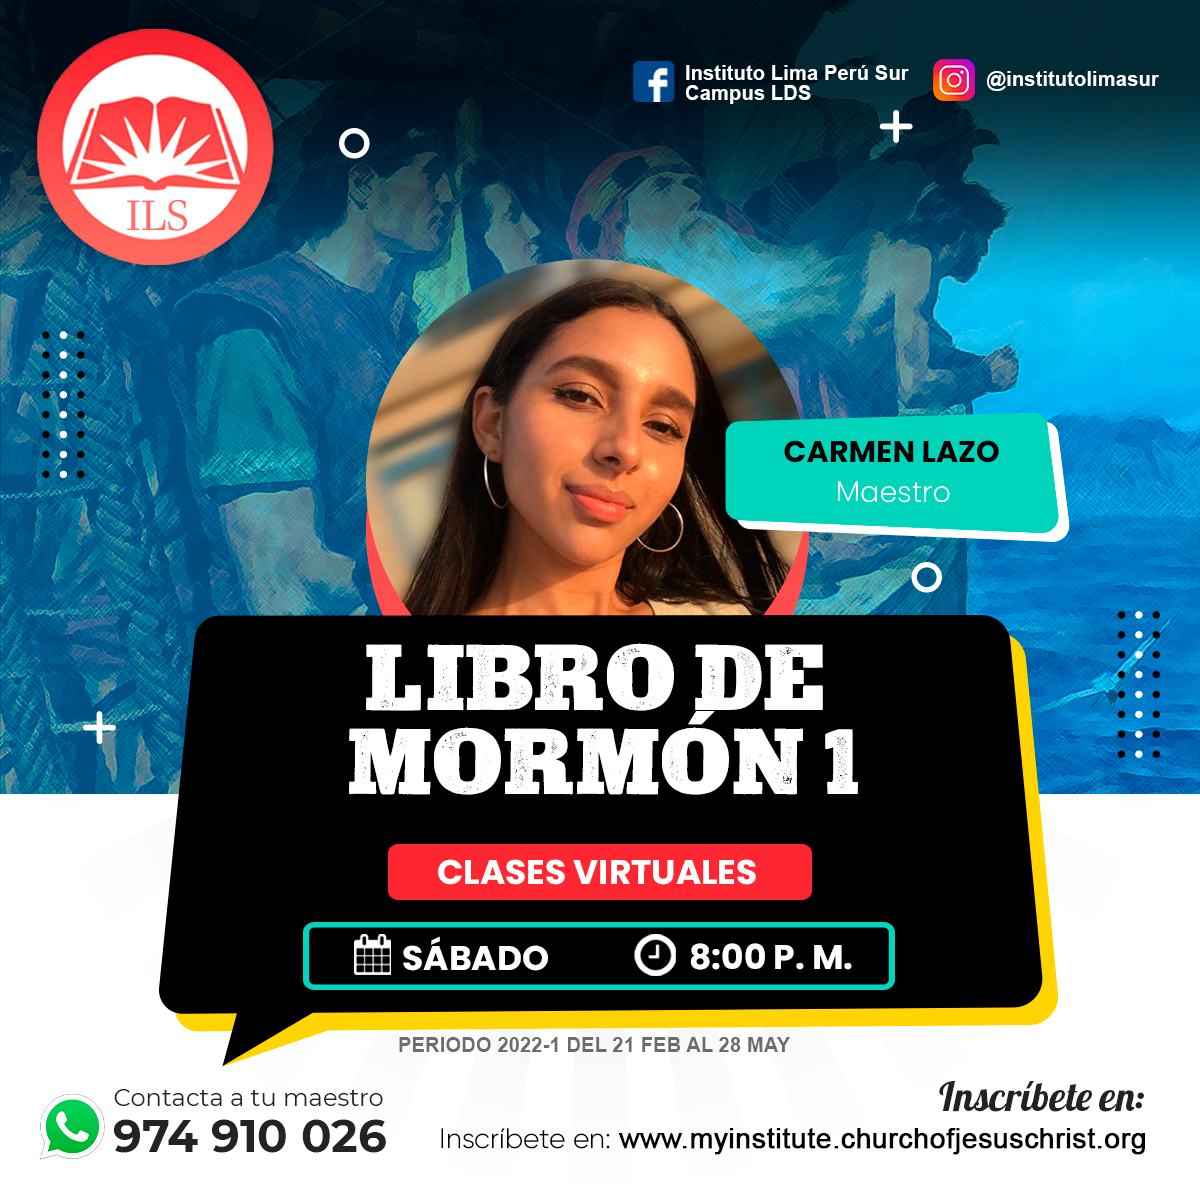 ILS
Instituto Lima Perú Sur
Campus LDS
@institutolimasur
CARMEN LAZO
Maestro
LIBRO DE
MORMÓN 1
CLASES VIRTUALES
SÁBADO
8:00 P. M.
PERIODO 2022-1 DEL 21 FEB AL 28 MAY
Contacta a tu maestro
974 910 026
Inscríbete en:
Inscríbete en: www.myinstitute.churchofjesuschrist.org